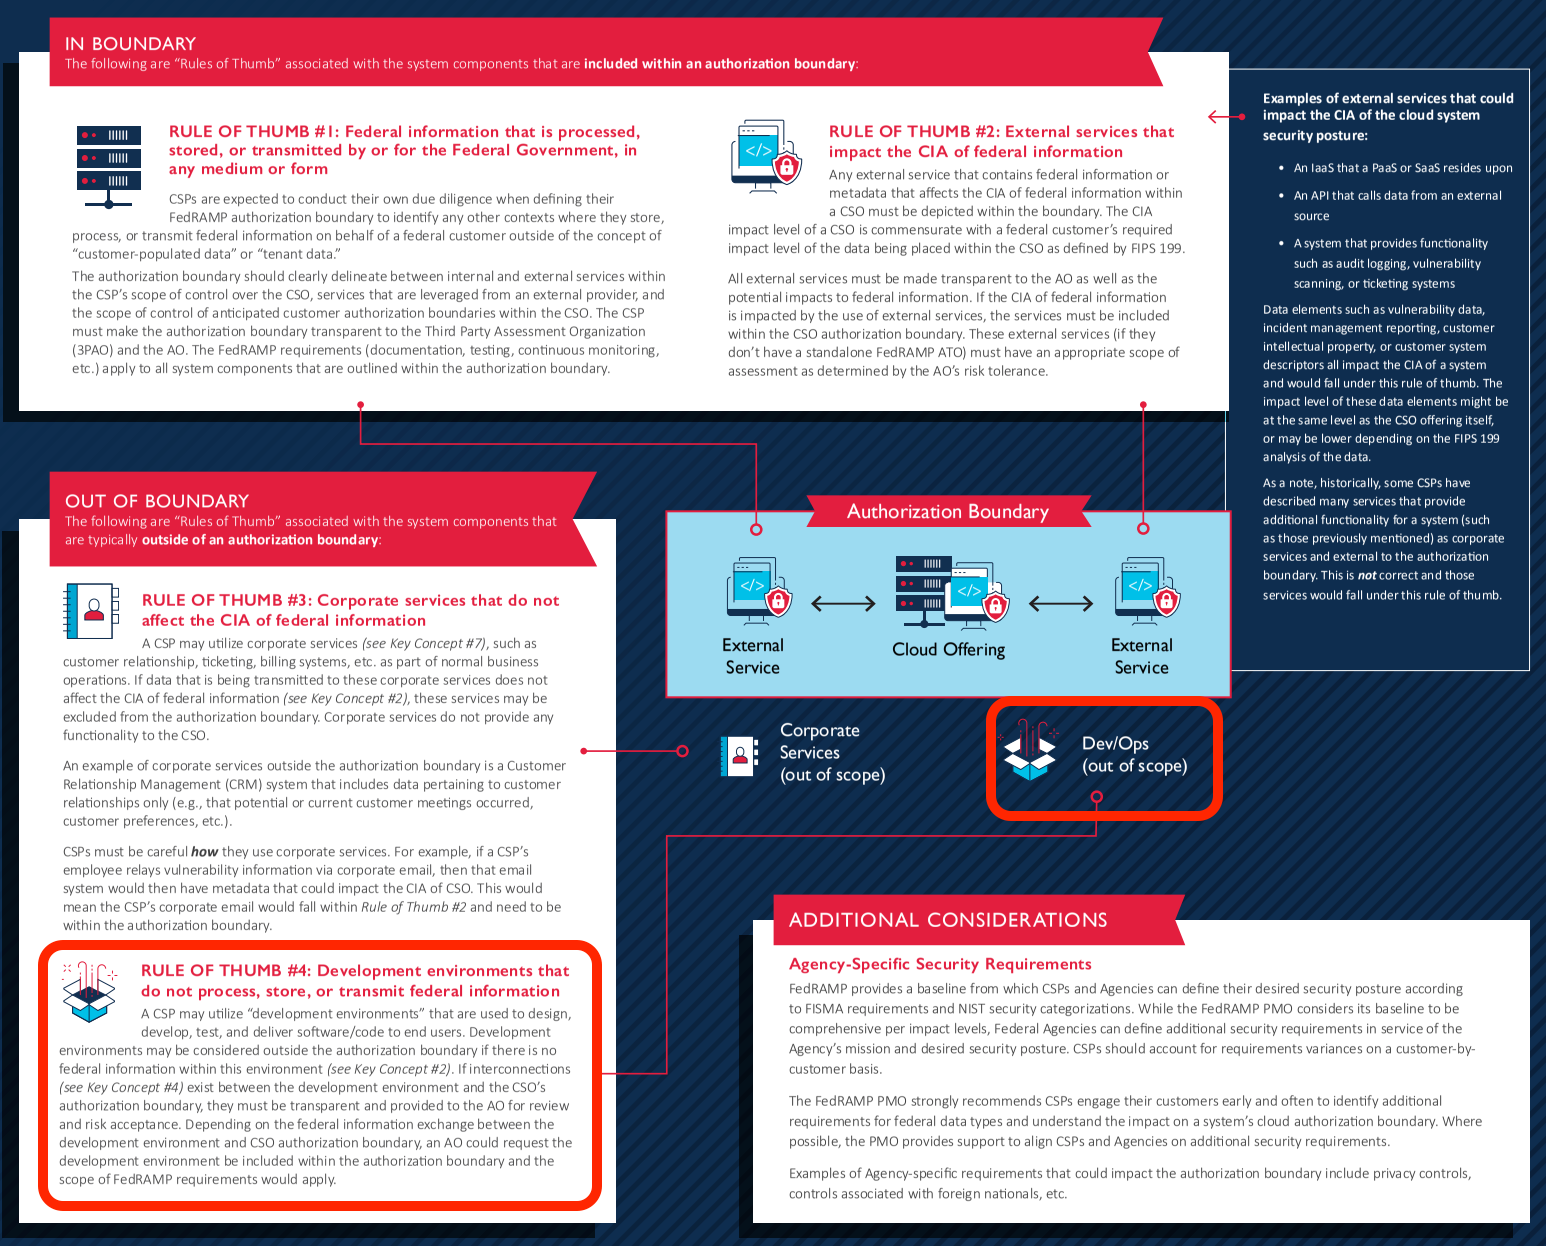 IN BOUNDARY
The following are “Rules of Thumb” associated with the system components that are included within an authorization boundary:
RULE OF THUMB #1: Federal information that is processed,
stored, or transmitted by or for the Federal Government, in
any medium or form
CSPs are expected to conduct their own due diligence when defining their
FedRAMP authorization boundary to identify any other contexts where they store,
process, or transmit federal information on behalf of a federal customer outside of the concept of
“customer-populated data” or “tenant data.”
The authorization boundary should clearly delineate between internal and external services within
the CSP’s scope of control over the CSO, services that are leveraged from an external provider, and
the scope of control of anticipated customer authorization boundaries within the CSO. The CSP
must make the authorization boundary transparent to the Third Party Assessment Organization
(3PAO) and the AO. The FedRAMP requirements (documentation, testing, continuous monitoring,
etc.) apply to all system components that are outlined within the authorization boundary.
RULE OF THUMB #2: External services that
impact the CIA of federal information
Any external service that contains federal information or
metadata that affects the CIA of federal information within
a CSO must be depicted within the boundary. The CIA
impact level of a CSO is commensurate with a federal customer’s required
impact level of the data being placed within the CSO as defined by FIPS 199.
All external services must be made transparent to the AO as well as the
potential impacts to federal information. If the CIA of federal information
is impacted by the use of external services, the services must be included
within the CSO authorization boundary. These external services (if they
don’t have a standalone FedRAMP ATO) must have an appropriate scope of
assessment as determined by the AO’s risk tolerance.
Examples of external services that could
impact the CIA of the cloud system
security posture:
• An IaaS that a PaaS or SaaS resides upon
• An API that calls data from an external
source
• A system that provides functionality
such as audit logging, vulnerability
scanning, or ticketing systems
Data elements such as vulnerability data,
incident management reporting, customer
intellectual property, or customer system
descriptors all impact the CIA of a system
and would fall under this rule of thumb. The
impact level of these data elements might be
at the same level as the CSO offering itself,
or may be lower depending on the FIPS 199
analysis of the data.
As a note, historically, some CSPs have
described many services that provide
additional functionality for a system (such
as those previously mentioned) as corporate
services and external to the authorization
boundary. This is not correct and those
services would fall under this rule of thumb.
OUT OF BOUNDARY
The following are “Rules of Thumb” associated with the system components that
are typically outside of an authorization boundary:
RULE OF THUMB #3: Corporate services that do not
affect the CIA of federal information
A CSP may utilize corporate services (see Key Concept #7), such as
customer relationship, ticketing, billing systems, etc. as part of normal business
operations. If data that is being transmitted to these corporate services does not
affect the CIA of federal information (see Key Concept #2), these services may be
excluded from the authorization boundary. Corporate services do not provide any
functionality to the CSO.
An example of corporate services outside the authorization boundary is a Customer
Relationship Management (CRM) system that includes data pertaining to customer
relationships only (e.g., that potential or current customer meetings occurred,
customer preferences, etc.).
CSPs must be careful how they use corporate services. For example, if a CSP’s
employee relays vulnerability information via corporate email, then that email
system would then have metadata that could impact the CIA of CSO. This would
mean the CSP’s corporate email would fall within Rule of Thumb #2 and need to be
within the authorization boundary.
RULE OF THUMB #4: Development environments that
do not process, store, or transmit federal information
A CSP may utilize “development environments” that are used to design,
develop, test, and deliver software/code to end users. Development
environments may be considered outside the authorization boundary if there is no
federal information within this environment (see Key Concept #2). If interconnections
(see Key Concept #4) exist between the development environment and the CSO’s
authorization boundary, they must be transparent and provided to the AO for review
and risk acceptance. Depending on the federal information exchange between the
development environment and CSO authorization boundary, an AO could request the
development environment be included within the authorization boundary and the
scope of FedRAMP requirements would apply.
Authorization Boundary
</>
</>
</>
</>
External
Service
Cloud Offering
External
Service
Corporate
Services
(out of scope)
Dev/Ops
(out of scope)
ADDITIONAL CONSIDERATIONS
Agency-Specific Security Requirements
FedRAMP provides a baseline from which CSPs and Agencies can define their desired security posture according
to FISMA requirements and NIST security categorizations. While the FedRAMP PMO considers its baseline to be
comprehensive per impact levels, Federal Agencies can define additional security requirements in service of the
Agency’s mission and desired security posture. CSPs should account for requirements variances on a customer-by-
customer basis.
The FedRAMP PMO strongly recommends CSPs engage their customers early and often to identify additional
requirements for federal data types and understand the impact on a system’s cloud authorization boundary. Where
possible, the PMO provides support to align CSPs and Agencies on additional security requirements.
Examples of Agency-specific requirements that could impact the authorization boundary include privacy controls,
controls associated with foreign nationals, etc.